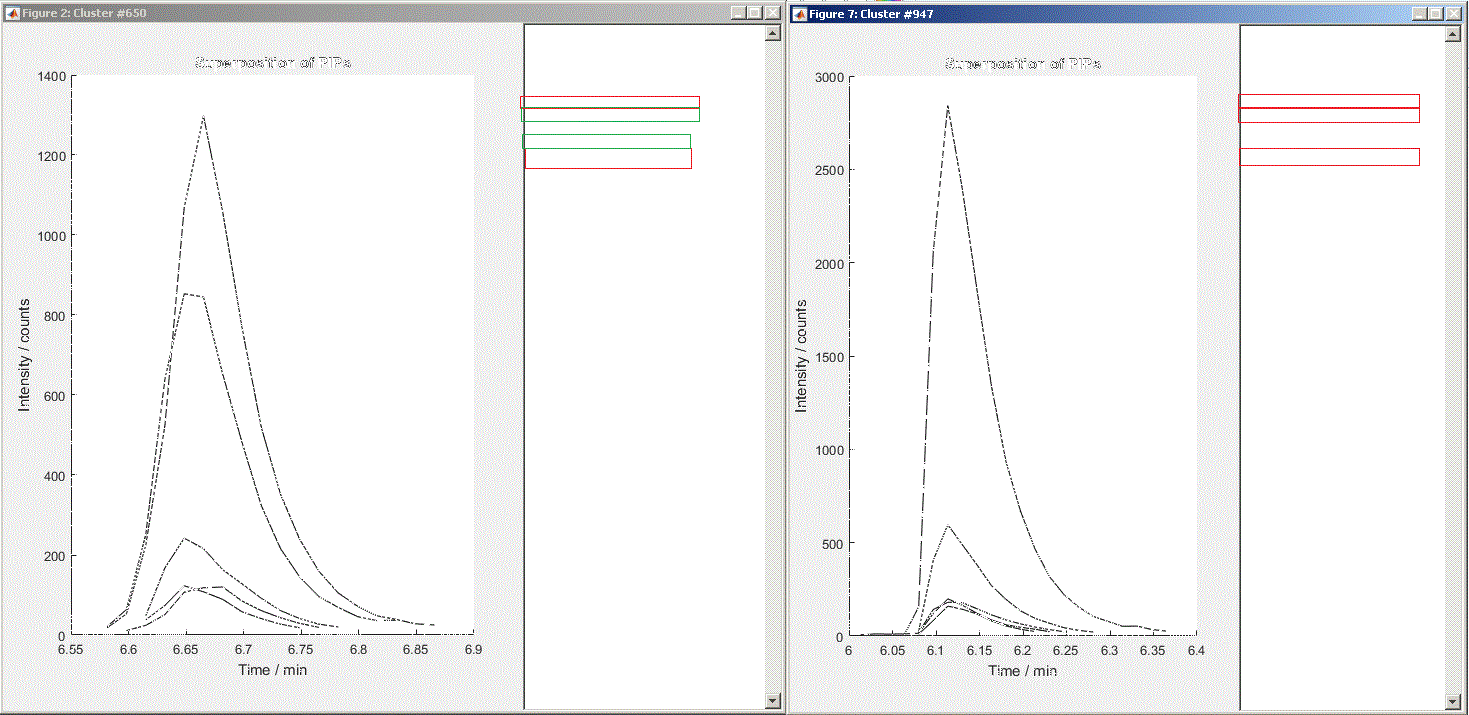 Figure 2: Cluster #650
Superposition of PIPs
1400
1200
1000
800
600
400
200
0
Intensity / counts
6.55 6.6 6.65 6.7 6.75 6.8 6.85 6.9
Time / min
Figure 7: Cluster #947
Superposition of PIPs
3000
2500
2000
1500
1000
500
0
Intensity / counts
6 6.05 6.1 6.15 6.2 6.25 6.3 6.35 6.4
Time / min